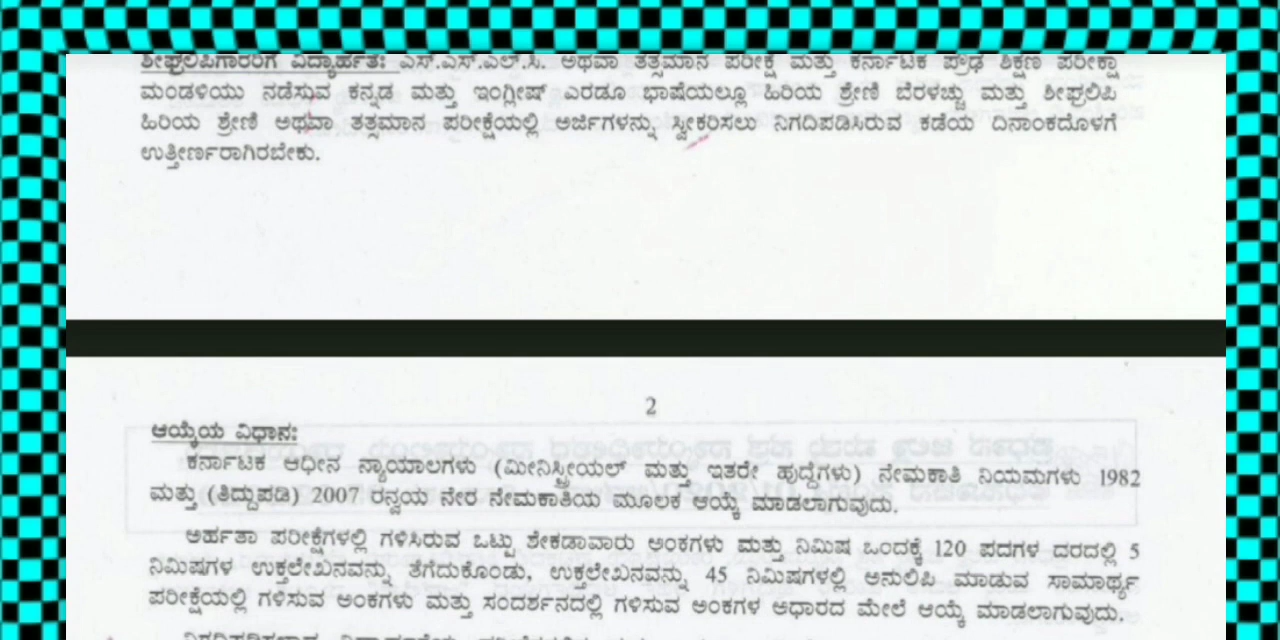 ಶೀಘ್ರಲಿಪಿಗಾರರಿಗೆ ವಿದ್ಯಾರ್ಹತೆಃ ಎಸ್.ಎಸ್.ಎಲ್.ಸಿ. ಅಥವಾ ತತ್ಸಮಾನ ಪರೀಕ್ಷೆ ಮತ್ತು ಕರ್ನಾಟಕ ಪ್ರೌಢ ಶಿಕ್ಷಣ ಪರೀಕ್ಷಾ
ಮಂಡಳಿಯು ನಡೆಸುವ ಕನ್ನಡ ಮತ್ತು ಇಂಗ್ಲೀಷ್ ಎರಡೂ ಭಾಷೆಯಲ್ಲೂ ಹಿರಿಯ ಶ್ರೇಣಿ ಬೆರಳಚ್ಚು ಮತ್ತು ಶೀಘ್ರಲಿಪಿ
ಹಿರಿಯ ಶ್ರೇಣಿ ಅಥವಾ ತತ್ಸಮಾನ ಪರೀಕ್ಷೆಯಲ್ಲಿ ಅರ್ಜಿಗಳನ್ನು ಸ್ವೀಕರಿಸಲು ನಿಗದಿಪಡಿಸಿರುವ ಕಡೆಯ ದಿನಾಂಕದೊಳಗೆ
ಉತ್ತೀರ್ಣರಾಗಿರಬೇಕು.
2
ಆಯ್ಕೆಯ ವಿಧಾನಃ
ಕರ್ನಾಟಕ ಆಧೀನ ನ್ಯಾಯಾಲಗಳು (ಮೀನಿಸ್ಟ್ರೀಯಲ್ ಮತ್ತು ಇತರೇ ಹುದ್ದೆಗಳು) ನೇಮಕಾತಿ ನಿಯಮಗಳು 1982
ಮತ್ತು (ತಿದ್ದುಪಡಿ) 2007 ರನ್ವಯ ನೇರ ನೇಮಕಾತಿಯ ಮೂಲಕ ಆಯ್ಕೆ ಮಾಡಲಾಗುವುದು.
ಅರ್ಹತಾ ಪರೀಕ್ಷೆಗಳಲ್ಲಿ ಗಳಿಸಿರುವ ಒಟ್ಟು ಶೇಕಡಾವಾರು ಅಂಕಗಳು ಮತ್ತು ನಿಮಿಷ ಒಂದಕ್ಕೆ 120 ಪದಗಳ ದರದಲ್ಲಿ 5
ನಿಮಿಷಗಳ ಉಕ್ತಲೇಖನವನ್ನು ತೆಗೆದುಕೊಂಡು, ಉಕ್ತಲೇಖನವನ್ನು 45 ನಿಮಿಷಗಳಲ್ಲಿ ಅನುಲಿಪಿ ಮಾಡುವ ಸಾಮಾರ್ಥ್ಯ
ಪರೀಕ್ಷೆಯಲ್ಲಿ ಗಳಿಸುವ ಅಂಕಗಳು ಮತ್ತು ಸಂದರ್ಶನದಲ್ಲಿ ಗಳಿಸುವ ಅಂಕಗಳ ಆಧಾರದ ಮೇಲೆ ಆಯ್ಕೆ ಮಾಡಲಾಗುವುದು.